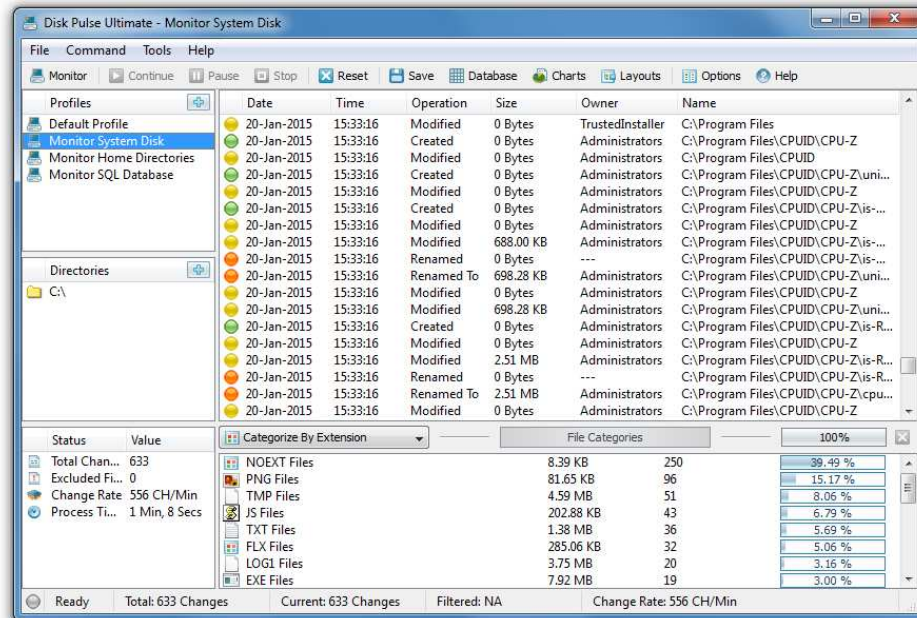 Disk Pulse Ultimate - Monitor System Disk
File Command Tools Help
Monitor Continue Pause Stop Reset Save Database Charts Layouts Options Help
Profiles
Default Profile
Monitor System Disk
Monitor Home Directories
Monitor SQL Database
Directories
C:\
Date Time Operation Size Owner Name
20-Jan-2015 15:33:16 Modified 0 Bytes TrustedInstaller C:\Program Files
20-Jan-2015 15:33:16 Created 0 Bytes Administrators C:\Program Files\CPUID\CPU-Z
20-Jan-2015 15:33:16 Modified 0 Bytes Administrators C:\Program Files\CPUID
20-Jan-2015 15:33:16 Created 0 Bytes Administrators C:\Program Files\CPUID\CPU-Z\uni...
20-Jan-2015 15:33:16 Modified 0 Bytes Administrators C:\Program Files\CPUID\CPU-Z
20-Jan-2015 15:33:16 Created 0 Bytes Administrators C:\Program Files\CPUID\CPU-Z\is-...
20-Jan-2015 15:33:16 Modified 0 Bytes Administrators C:\Program Files\CPUID\CPU-Z
20-Jan-2015 15:33:16 Modified 688.00 KB Administrators C:\Program Files\CPUID\CPU-Z\is-...
20-Jan-2015 15:33:16 Renamed 0 Bytes --- C:\Program Files\CPUID\CPU-Z\is-...
20-Jan-2015 15:33:16 Renamed To 698.28 KB Administrators C:\Program Files\CPUID\CPU-Z\uni...
20-Jan-2015 15:33:16 Modified 0 Bytes Administrators C:\Program Files\CPUID\CPU-Z
20-Jan-2015 15:33:16 Modified 698.28 KB Administrators C:\Program Files\CPUID\CPU-Z\uni...
20-Jan-2015 15:33:16 Created 0 Bytes Administrators C:\Program Files\CPUID\CPU-Z\is-R...
20-Jan-2015 15:33:16 Modified 0 Bytes Administrators C:\Program Files\CPUID\CPU-Z
20-Jan-2015 15:33:16 Modified 2.51 MB Administrators C:\Program Files\CPUID\CPU-Z\is-R...
20-Jan-2015 15:33:16 Renamed 0 Bytes --- C:\Program Files\CPUID\CPU-Z\is-R...
20-Jan-2015 15:33:16 Renamed To 2.51 MB Administrators C:\Program Files\CPUID\CPU-Z\cpu...
20-Jan-2015 15:33:16 Modified 0 Bytes Administrators C:\Program Files\CPUID\CPU-Z
Status Value
Total Chan... 633
Excluded Fi... 0
Change Rate 556 CH/Min
Process Ti... 1 Min, 8 Secs
Categorize By Extension File Categories 100%
NOEXT Files 8.39 KB 250 39.49 %
PNG Files 81.65 KB 96 15.17 %
TMP Files 4.59 MB 51 8.06 %
JS Files 202.88 KB 43 6.79 %
TXT Files 1.38 MB 36 5.69 %
FLX Files 285.06 KB 32 5.06 %
LOG1 Files 3.75 MB 20 3.16 %
EXE Files 7.92 MB 19 3.00 %
Ready Total: 633 Changes Current: 633 Changes Filtered: NA Change Rate: 556 CH/Min